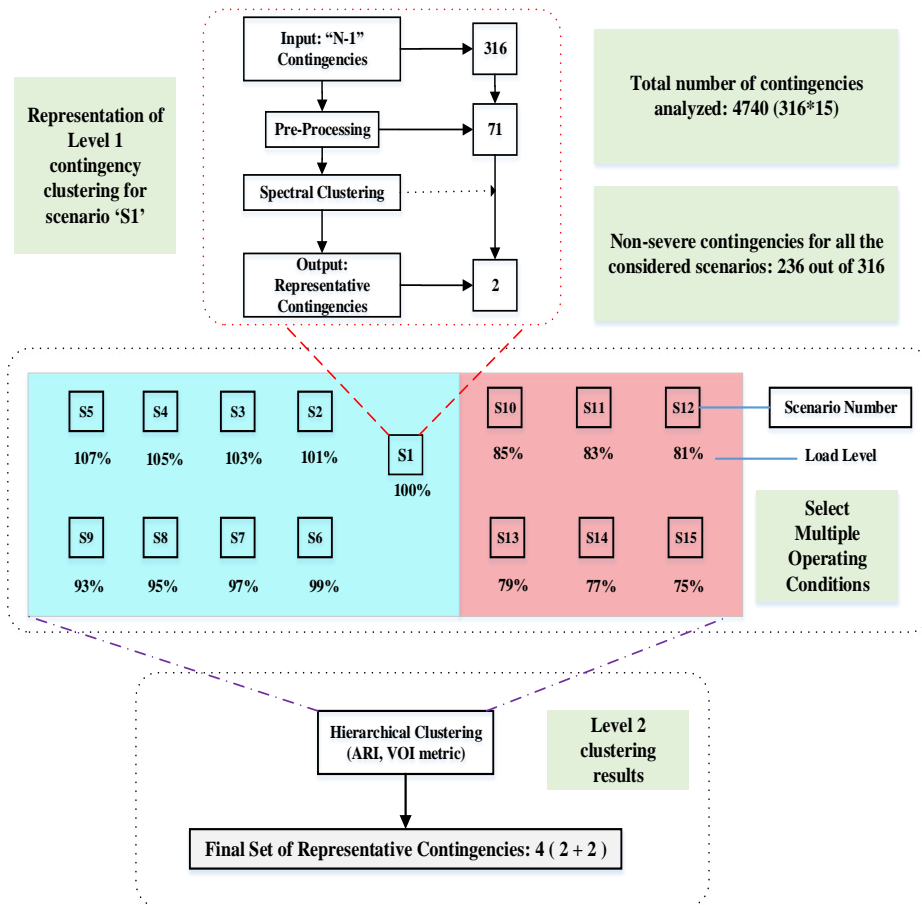 Input: “N-1”
Contingencies
316
Pre-Processing
71
Spectral Clustering
Output:
Representative
Contingencies
2
Representation of
Level 1
contingency
clustering for
scenario ‘S1’
Total number of contingencies
analyzed: 4740 (316*15)
Non-severe contingencies for all the
considered scenarios: 236 out of 316
S5 S4 S3 S2
107% 105% 103% 101%
S1
100%
S9 S8 S7 S6
93% 95% 97% 99%
S10 S11 S12
85% 83% 81%
S13 S14 S15
79% 77% 75%
Scenario Number
Load Level
Select
Multiple
Operating
Conditions
Hierarchical Clustering
(ARI, VOI metric)
Level 2
clustering
results
Final Set of Representative Contingencies: 4 ( 2 + 2 )